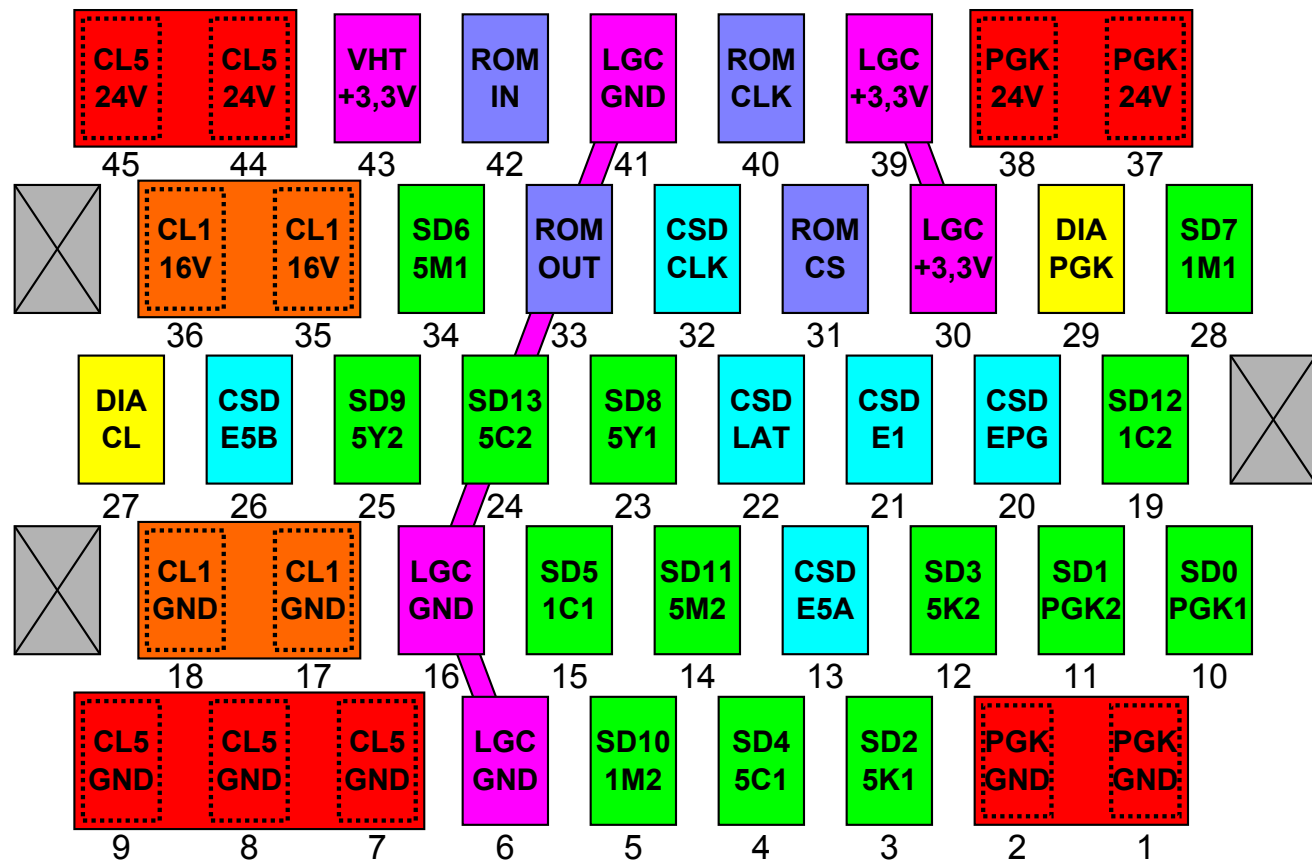 CL5 CL5 VHT ROM LGC ROM LGC PGK PGK
24V 24V +3,3V IN GND CLK +3,3V 24V 24V
45 44 43 42 41 40 39 38 37
CL1 CL1 SD6 ROM CSD ROM LGC DIA SD7
16V 16V 5M1 OUT CLK CS +3,3V PGK 1M1
36 35 34 33 32 31 30 29 28
DIA CSD SD9 SD13 SD8 CSD CSD CSD SD12
CL E5B 5Y2 5C2 5Y1 LAT E1 EPG 1C2
27 26 25 24 23 22 21 20 19
CL1 CL1 LGC SD5 SD11 CSD SD3 SD1 SD0
GND GND GND 1C1 5M2 E5A 5K2 PGK2 PGK1
18 17 16 15 14 13 12 11 10
CL5 CL5 CL5 LGC SD10 SD4 SD2 PGK PGK
GND GND GND GND 1M2 5C1 5K1 GND GND
9 8 7 6 5 4 3 2 1